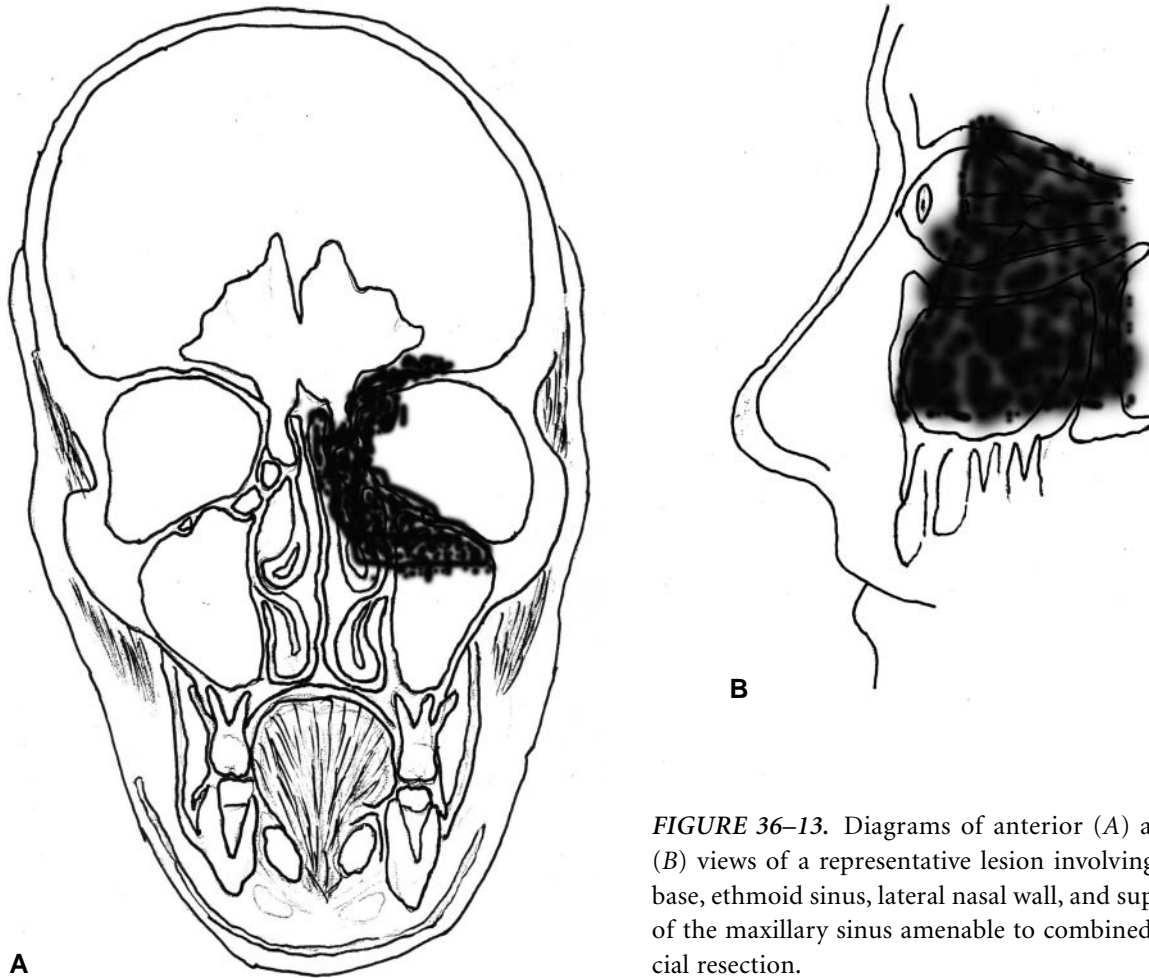 A
B
FIGURE 36–13. Diagrams of anterior (A) a
(B) views of a representative lesion involving
base, ethmoid sinus, lateral nasal wall, and sup
of the maxillary sinus amenable to combined
cial resection.